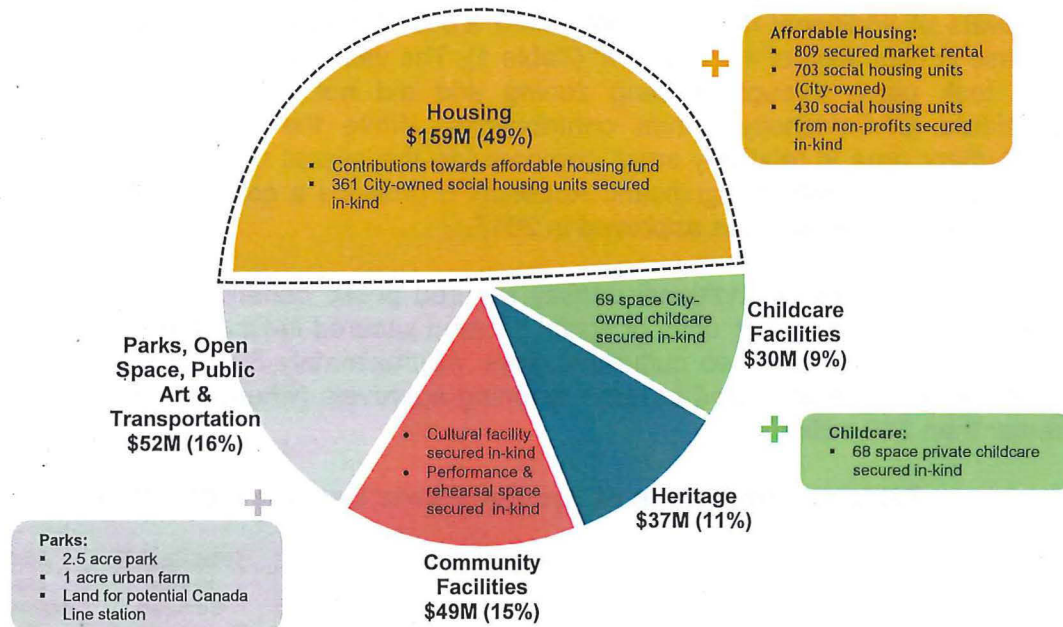 Affordable Housing:
▪ 809 secured market rental
▪ 703 social housing units
(City-owned)
▪ 430 social housing units
from non-profits secured
in-kind
Housing
$159M (49%)
▪ Contributions towards affordable housing fund
▪ 361 City-owned social housing units secured
in-kind
69 space City-
owned childcare
secured in-kind
Childcare
Facilities
$30M (9%)
Parks, Open
Space, Public
Art &
Transportation
$52M (16%)
• Cultural facility
secured in-kind
• Performance &
rehearsal space
secured in-kind
Childcare:
▪ 68 space private childcare
secured in-kind
Heritage
$37M (11%)
Parks:
▪ 2.5 acre park
▪ 1 acre urban farm
▪ Land for potential Canada
Line station
Community
Facilities
$49M (15%)